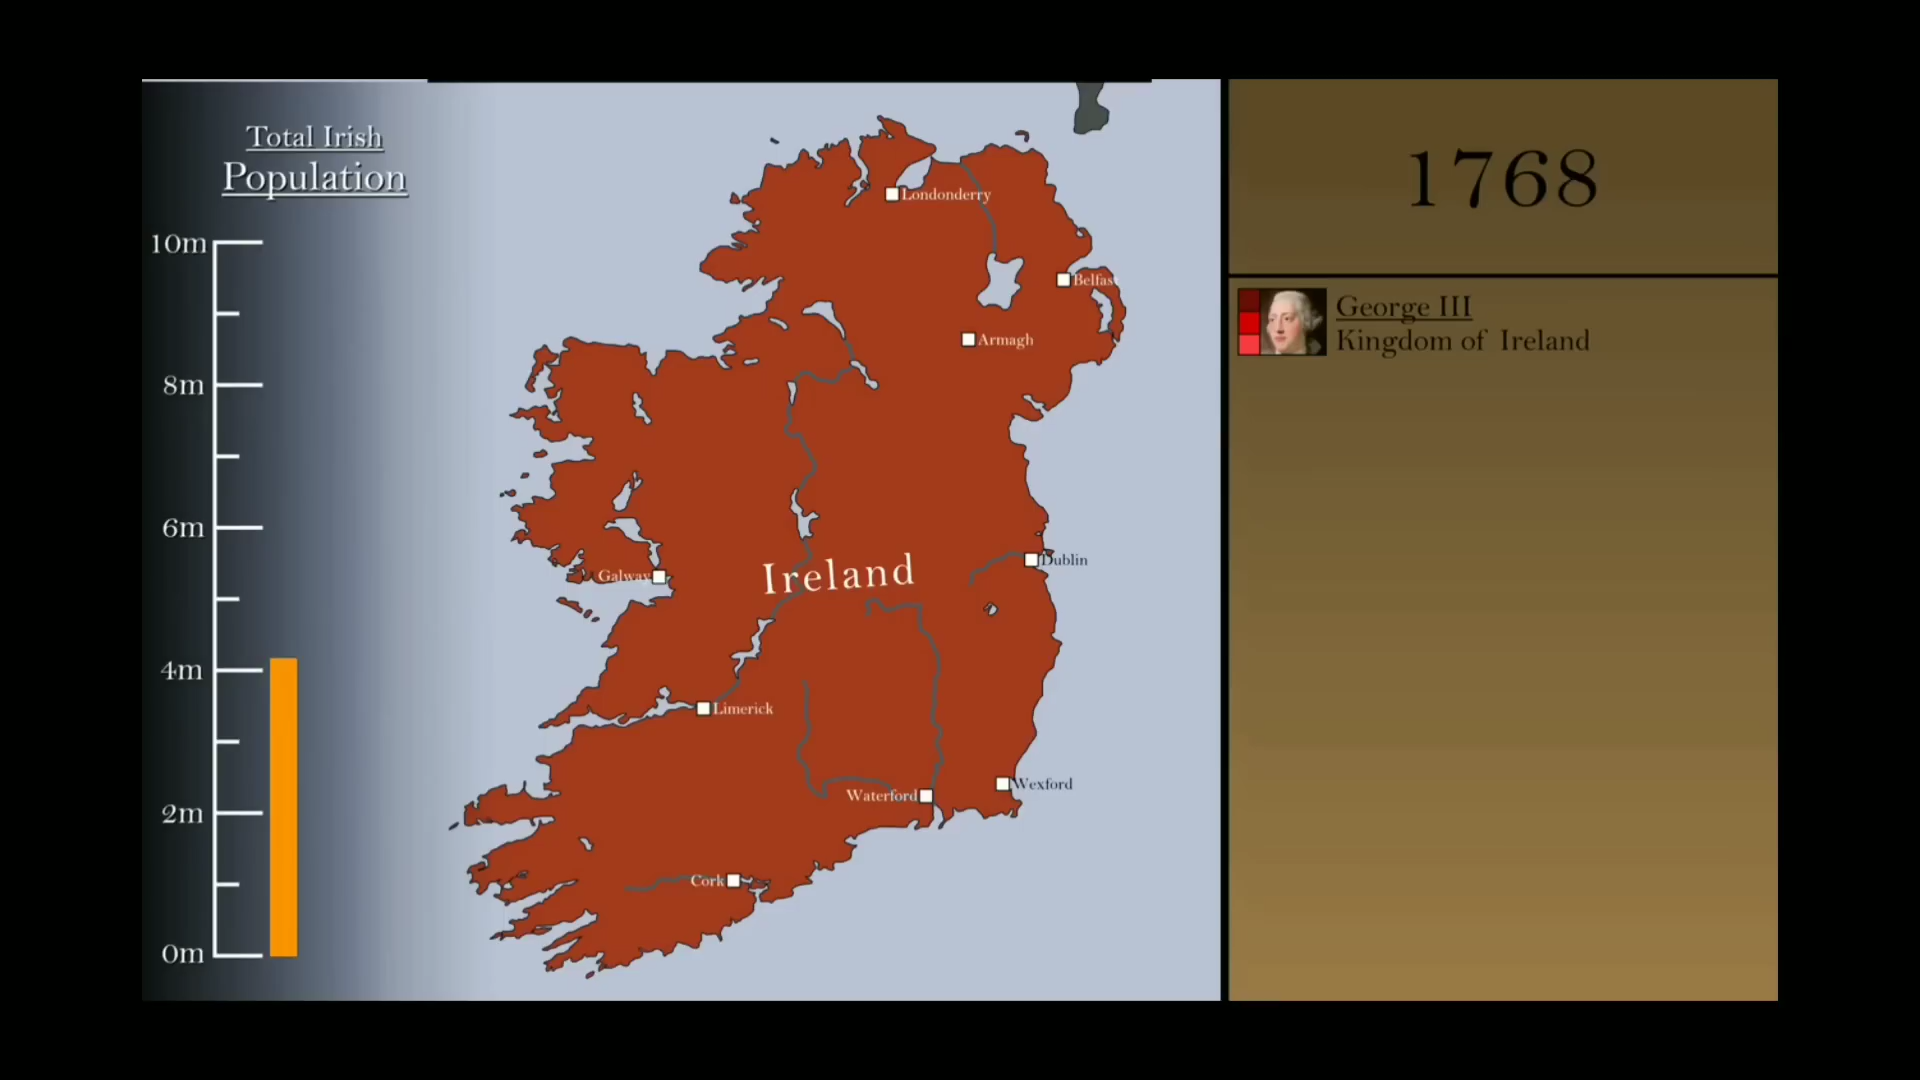 Total Irish
Population
10m
8m
6m
4m
2m
0m
Londonderry
Belfast
Armagh
Galway
Ireland
Dublin
Limerick
Waterford
Wexford
Cork
1768
George III
Kingdom of Ireland